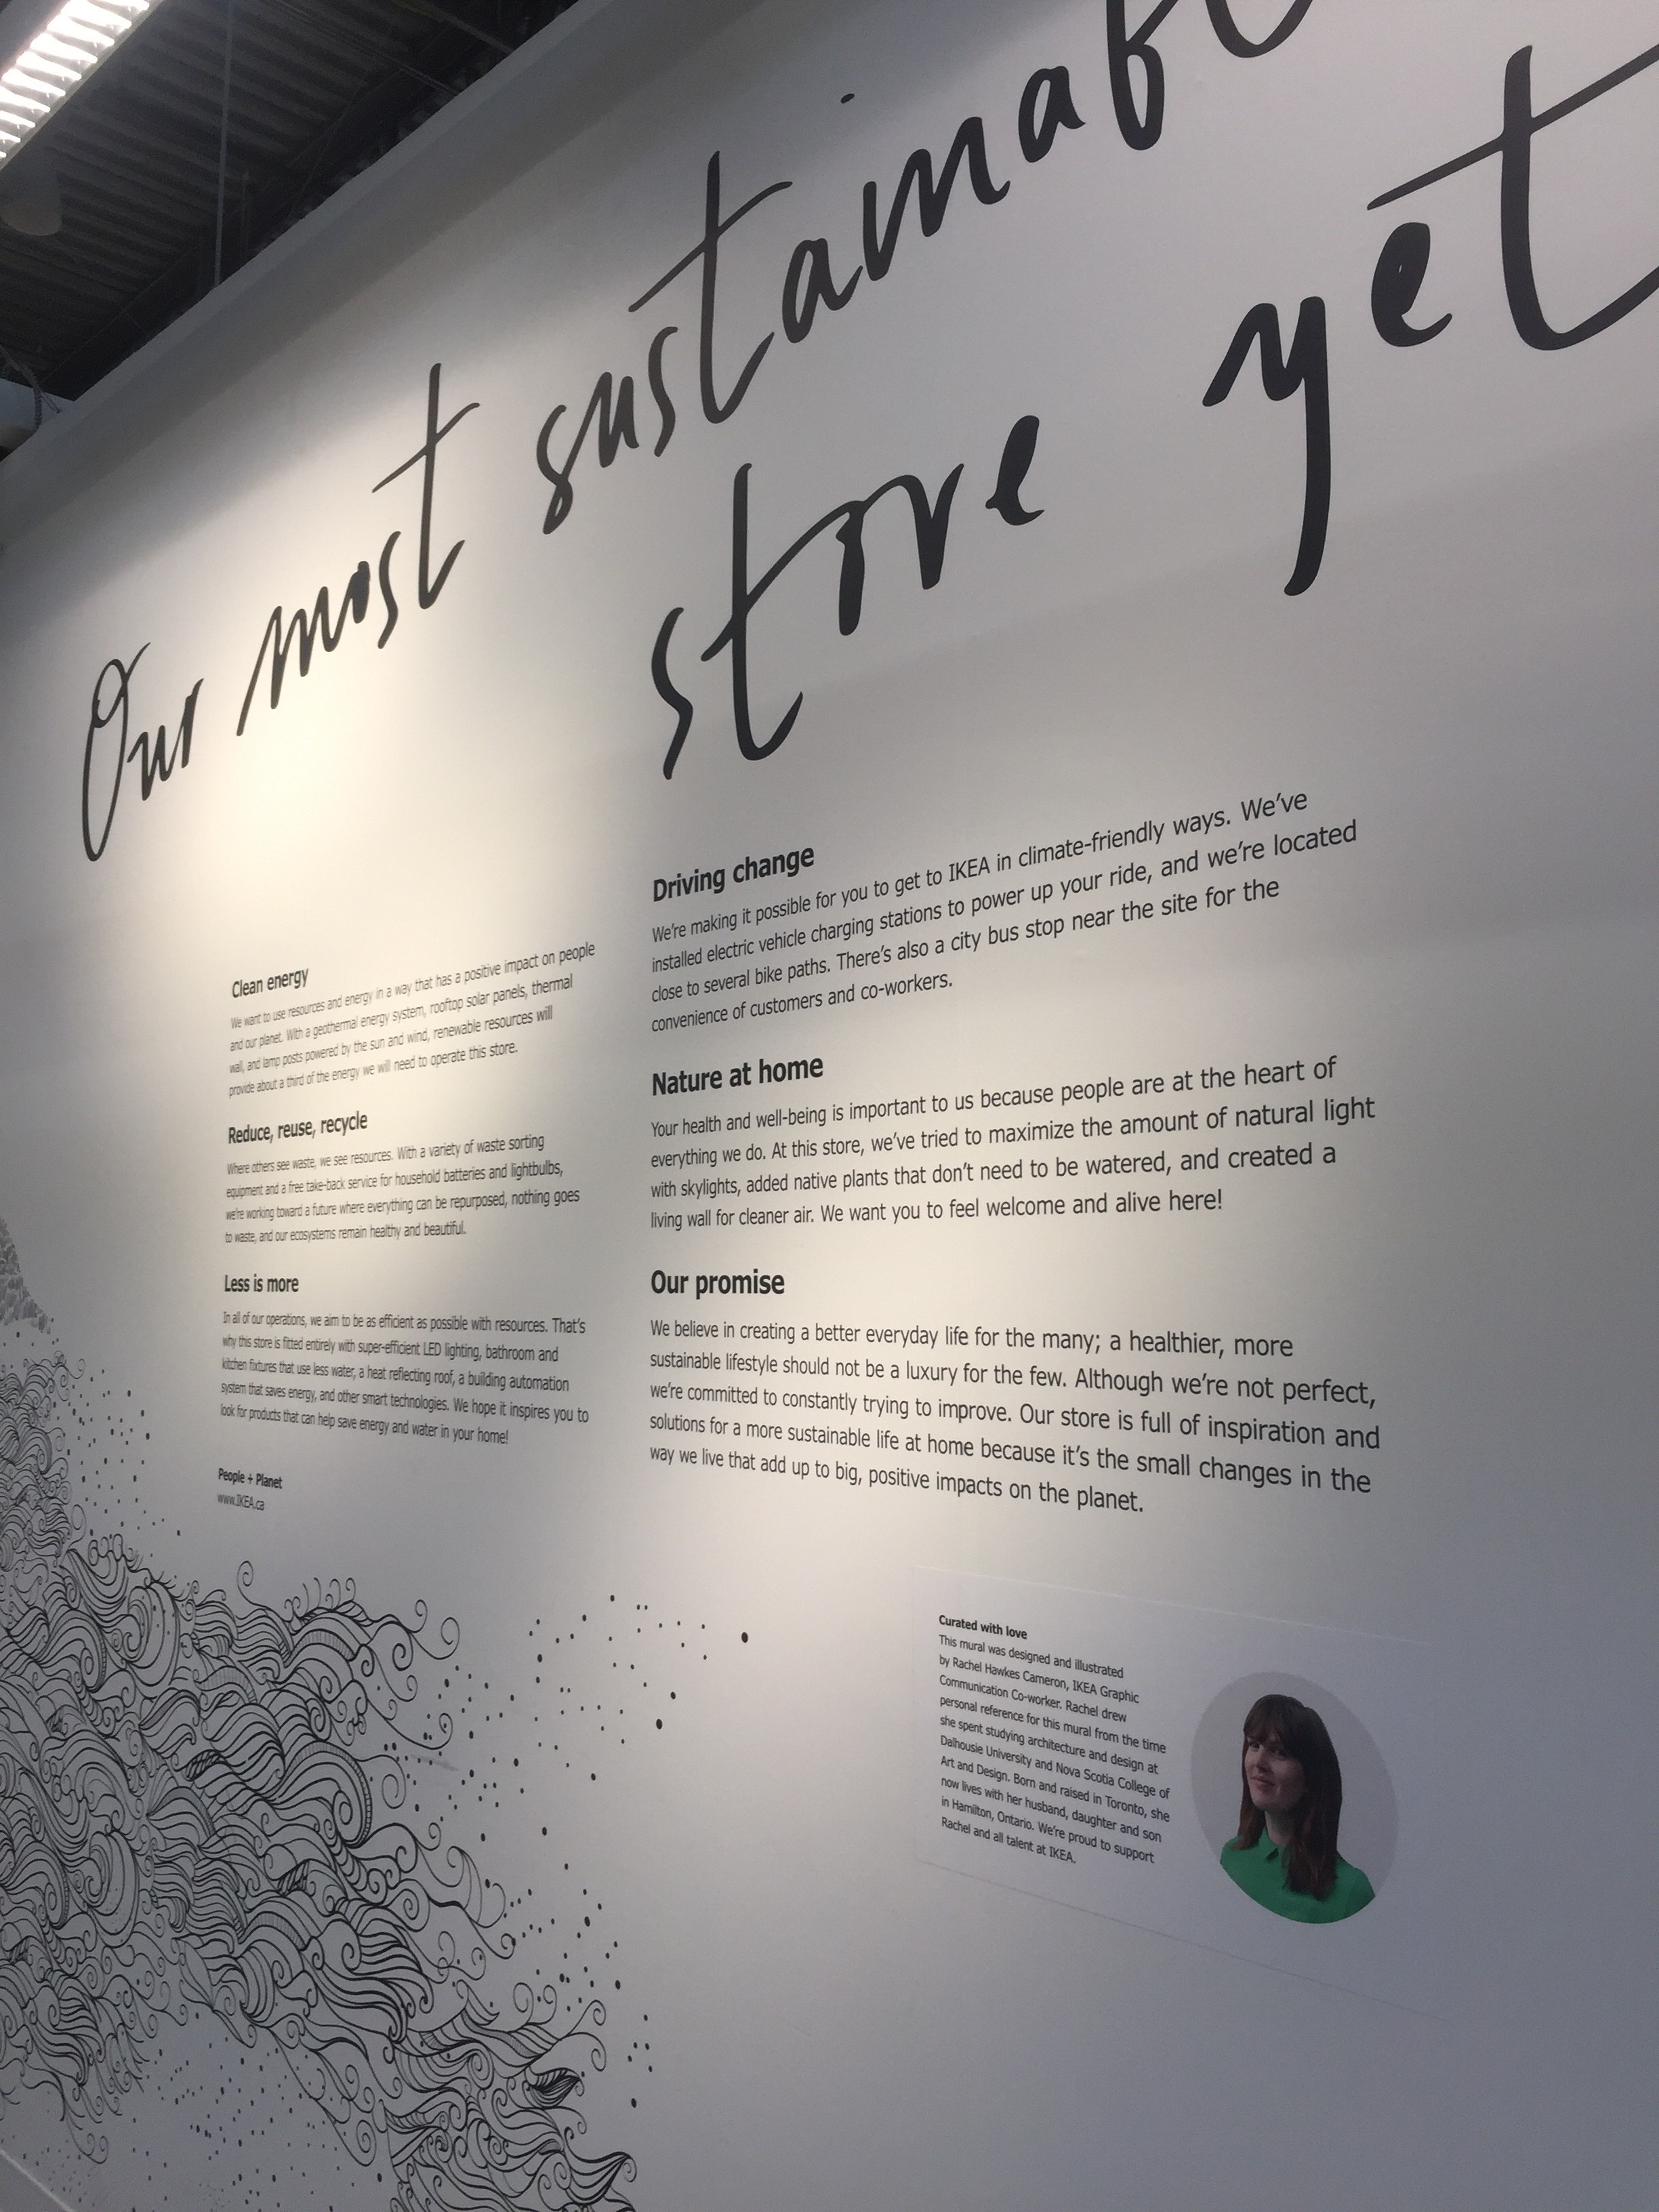 Our most sustainabl
store yet
Clean energy
We want to use resources and energy in a way that has a positive impact on people
and our planet. With a geothermal energy system, rooftop solar panels, thermal
wall, and lamp posts powered by the sun and wind, renewable resources will
provide about a third of the energy we will need to operate this store.
Reduce, reuse, recycle
Where others see waste, we see resources. With a variety of waste sorting
equipment and a free take-back service for household batteries and lightbulbs,
we're working toward a future where everything can be repurposed, nothing goes
to waste, and our ecosystems remain healthy and beautiful.
Less is more
In all of our operations, we aim to be as efficient as possible with resources. That's
why this store is fitted entirely with super-efficient LED lighting, bathroom and
kitchen fixtures that use less water, a heat reflecting roof, a building automation
system that saves energy, and other smart technologies. We hope it inspires you to
look for products that can help save energy and water in your home!
People + Planet
www.IKEA.ca
Driving change
We're making it possible for you to get to IKEA in climate-friendly ways. We've
installed electric vehicle charging stations to power up your ride, and we're located
close to several bike paths. There's also a city bus stop near the site for the
convenience of customers and co-workers.
Nature at home
Your health and well-being is important to us because people are at the heart of
everything we do. At this store, we've tried to maximize the amount of natural light
with skylights, added native plants that don't need to be watered, and created a
living wall for cleaner air. We want you to feel welcome and alive here!
Our promise
We believe in creating a better everyday life for the many; a healthier, more
sustainable lifestyle should not be a luxury for the few. Although we're not perfect,
we're committed to constantly trying to improve. Our store is full of inspiration and
solutions for a more sustainable life at home because it's the small changes in the
way we live that add up to big, positive impacts on the planet.
Curated with love
This mural was designed and illustrated
by Rachel Hawkes Cameron, IKEA Graphic
Communication Co-worker. Rachel drew
personal reference for this mural from the time
she spent studying architecture and design at
Dalhousie University and Nova Scotia College of
Art and Design. Born and raised in Toronto, she
now lives with her husband, daughter and son
in Hamilton, Ontario. We're proud to support
Rachel and all talent at IKEA.